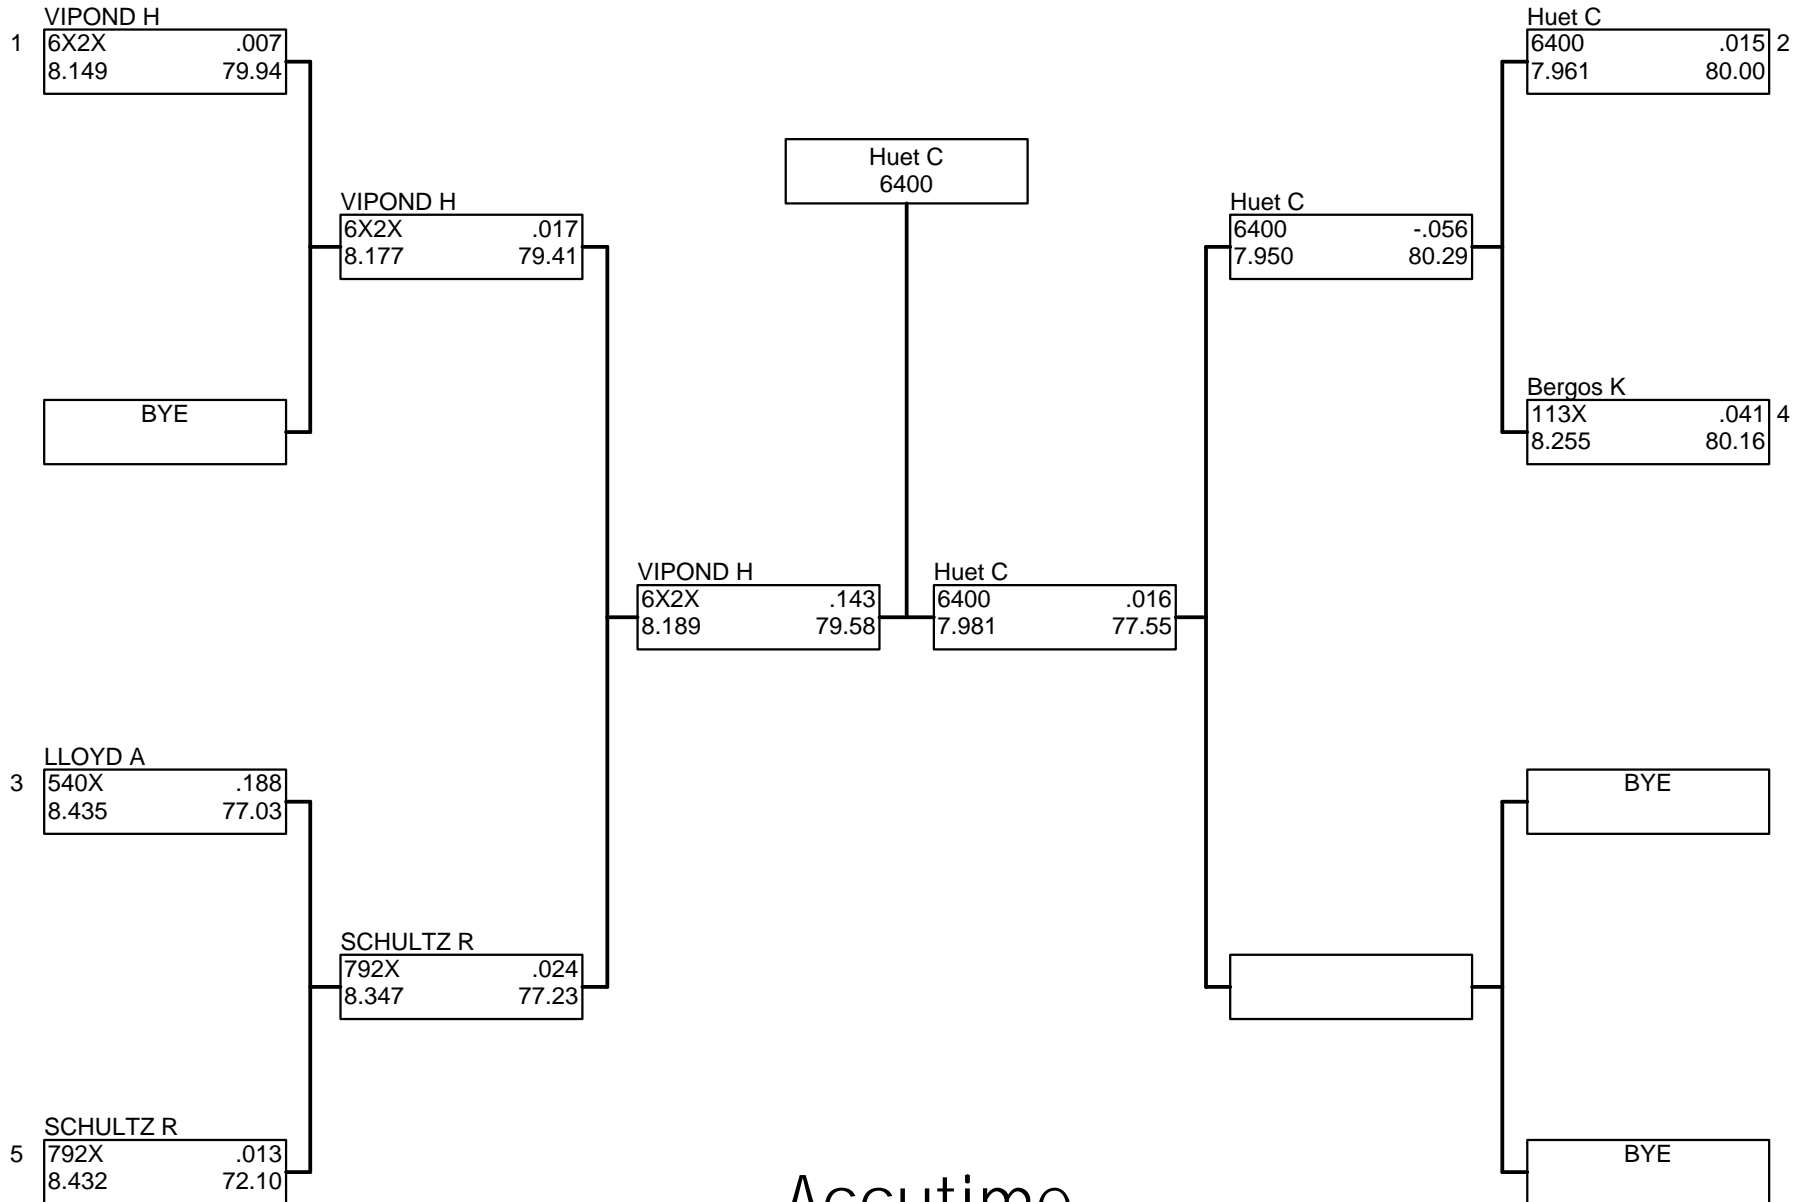 VIPOND H
1 6X2X .007
8.149 79.94
BYE
LLOYD A
3 540X .188
8.435 77.03
SCHULTZ R
5 792X .013
8.432 72.10
VIPOND H
6X2X .017
8.177 79.41
SCHULTZ R
792X .024
8.347 77.23
VIPOND H
6X2X .143
8.189 79.58
Huet C
6400
Huet C
6400 .016
7.981 77.55
Huet C
6400 -.056
7.950 80.29
Huet C
6400 .015 2
7.961 80.00
Bergos K
113X .041 4
8.255 80.16
BYE
BYE
Accutime